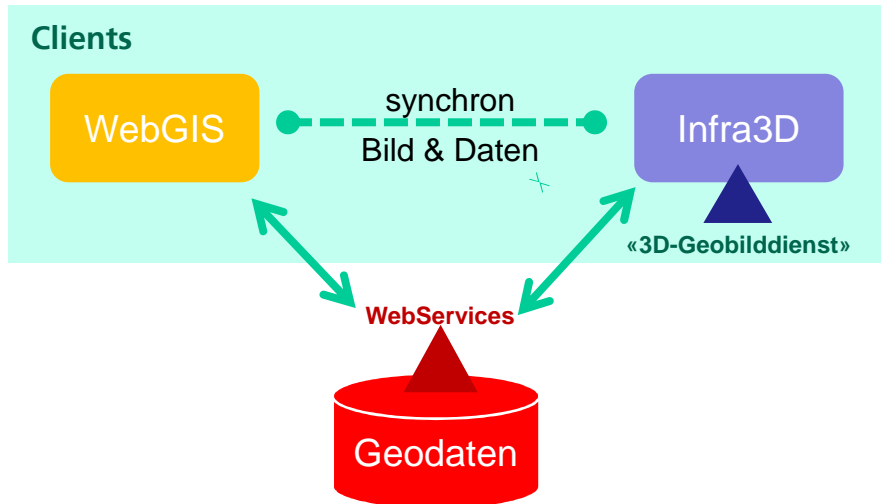 Clients
WebGIS
synchron
Bild & Daten
Infra3D
«3D-Geobilddienst»
WebServices
Geodaten